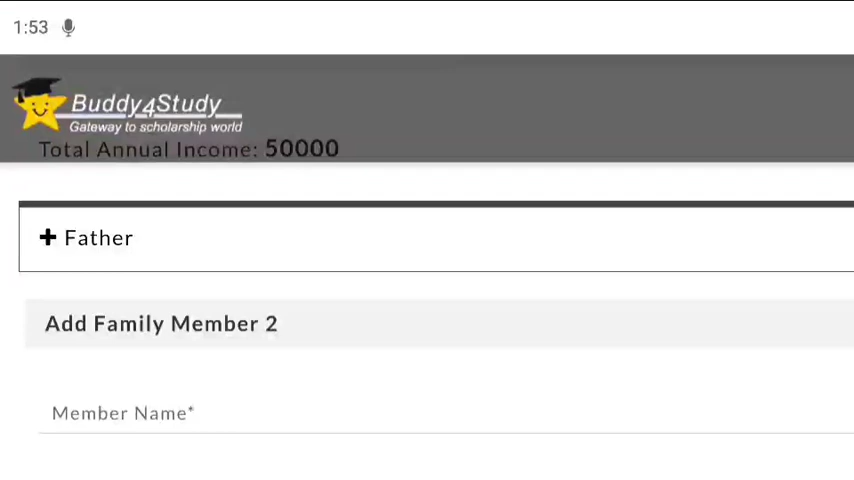 1:53
Buddy4Study
Gateway to scholarship world
Total Annual Income: 50000
+ Father
Add Family Member 2
Member Name*